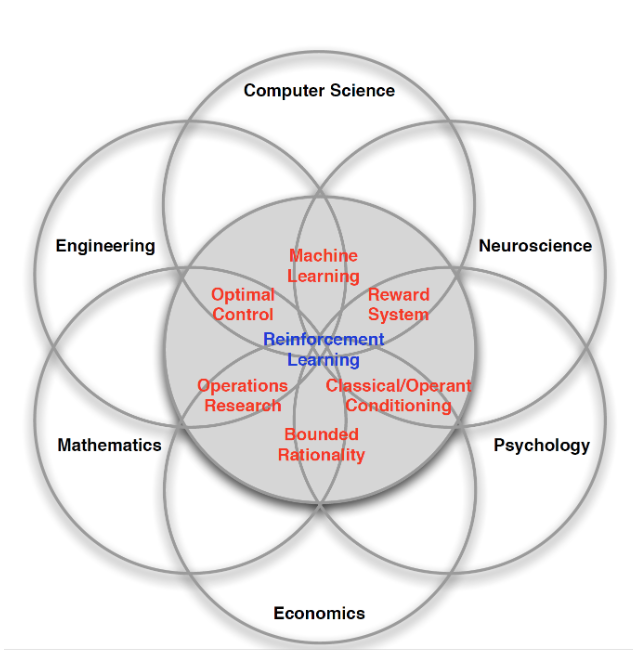 Computer Science
Engineering
Neuroscience
Machine
Learning
Optimal
Control
Reward
System
Reinforcement
Learning
Operations
Research
Classical/Operant
Conditioning
Bounded
Rationality
Mathematics
Psychology
Economics